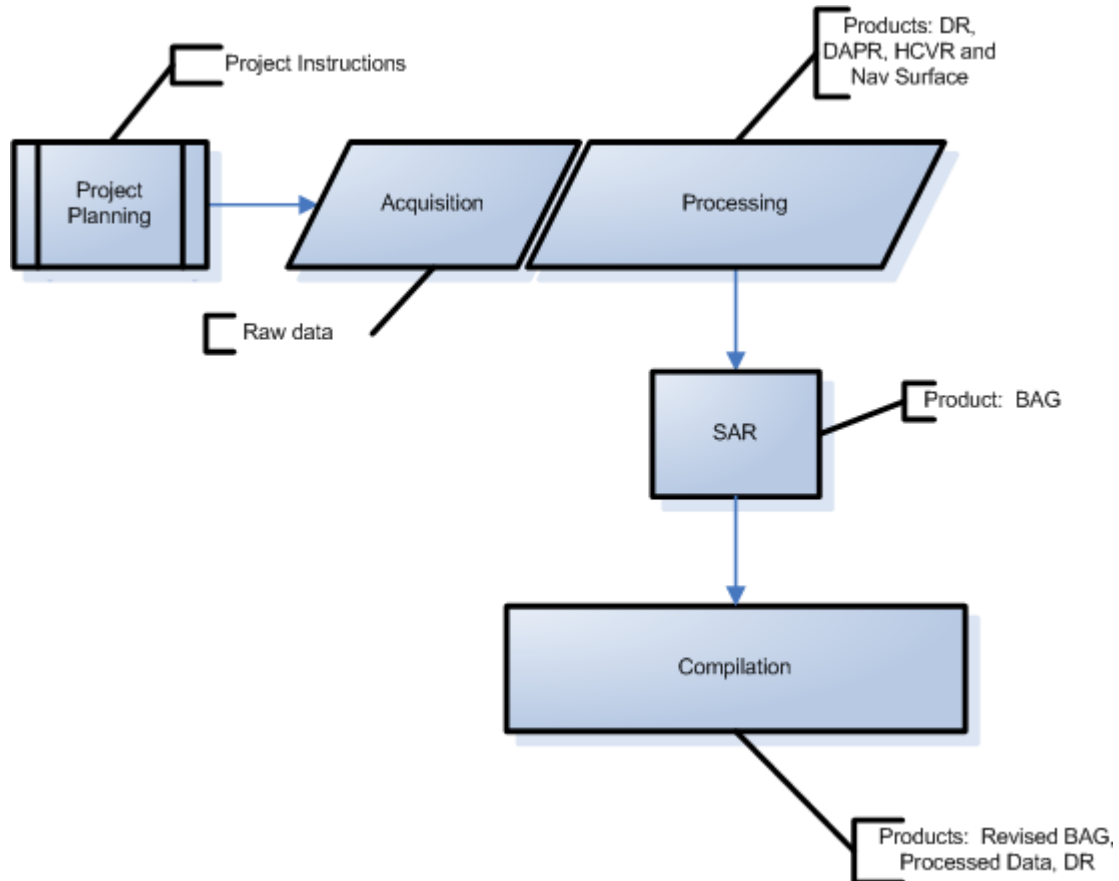 Products: DR,
DAPR, HCVR and
Nav Surface
Project Instructions
Project
Planning
Acquisition
Processing
Raw data
Product:  BAG
SAR
Compilation
Products:  Revised BAG,
Processed Data, DR